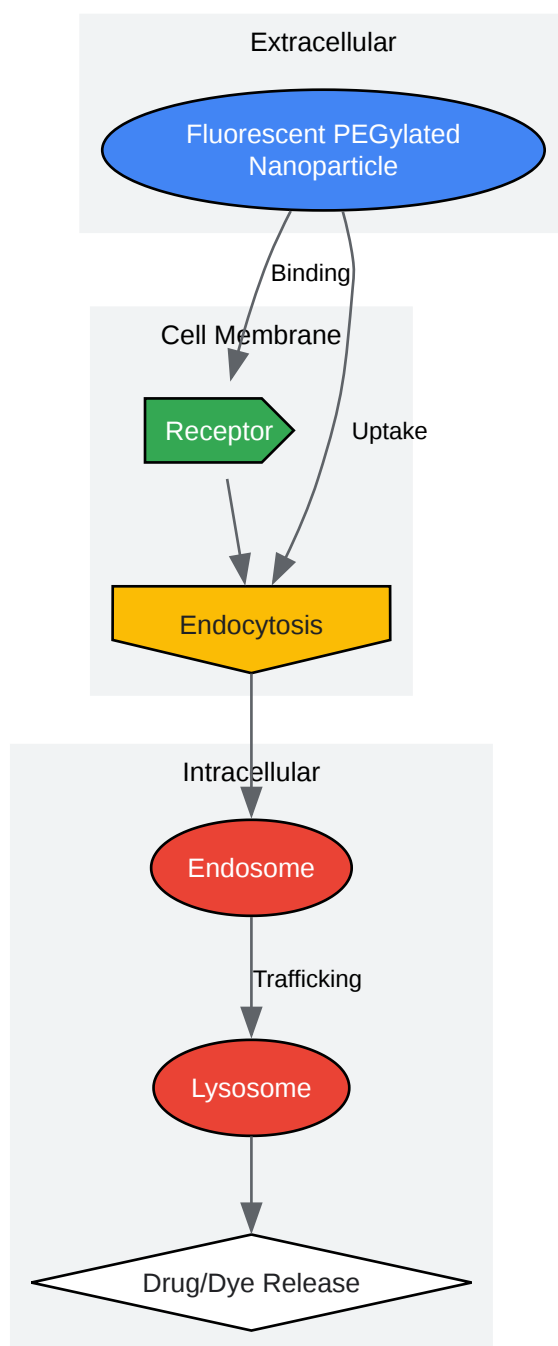 Extracellular
Fluorescent PEGylated
Nanoparticle
Binding
Cell Membrane
Receptor
Uptake
Endocytosis
Intracellular
Endosome
Trafficking
Lysosome
Drug/Dye Release